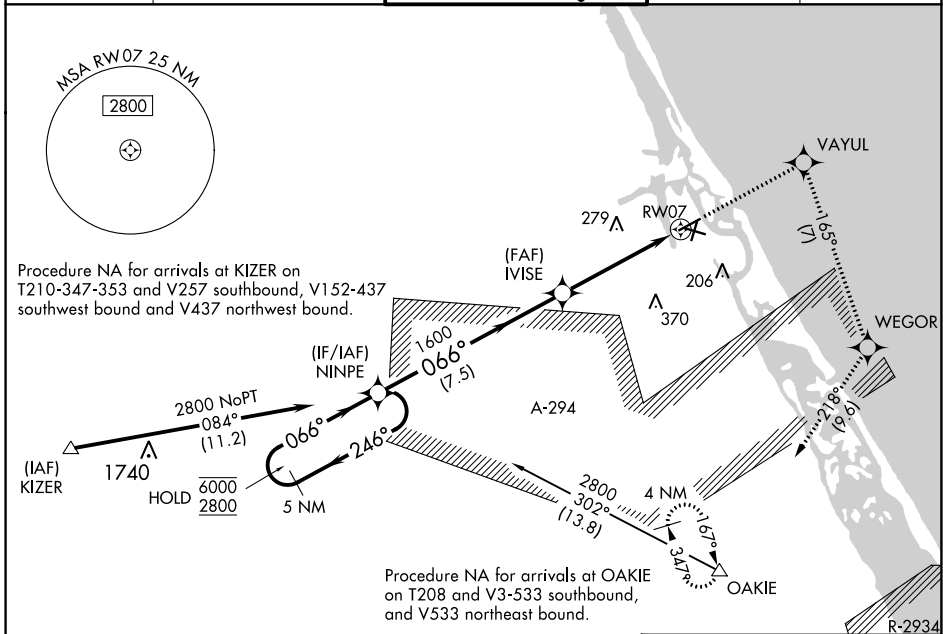 MSA RW07 25 NM
2800
VAYUL
279
RW07
165°
(7)
(FAF)
IVISE
206
370
Procedure NA for arrivals at KIZER on
T210-347-353 and V257 southbound, V152-437
southwest bound and V437 northwest bound.
WEGOR
(IF/IAF)
NINPE
1600
066°
(7.5)
A-294
218°
(9.6)
2800 NoPT
084°
(11.2)
066°
246°
(IAF)
KIZER
1740
HOLD
6000
2800
5 NM
2800
302°
(13.8)
4 NM
167°
347°
OAKIE
Procedure NA for arrivals at OAKIE
on T208 and V3-533 southbound,
and V533 northeast bound.
R-2934